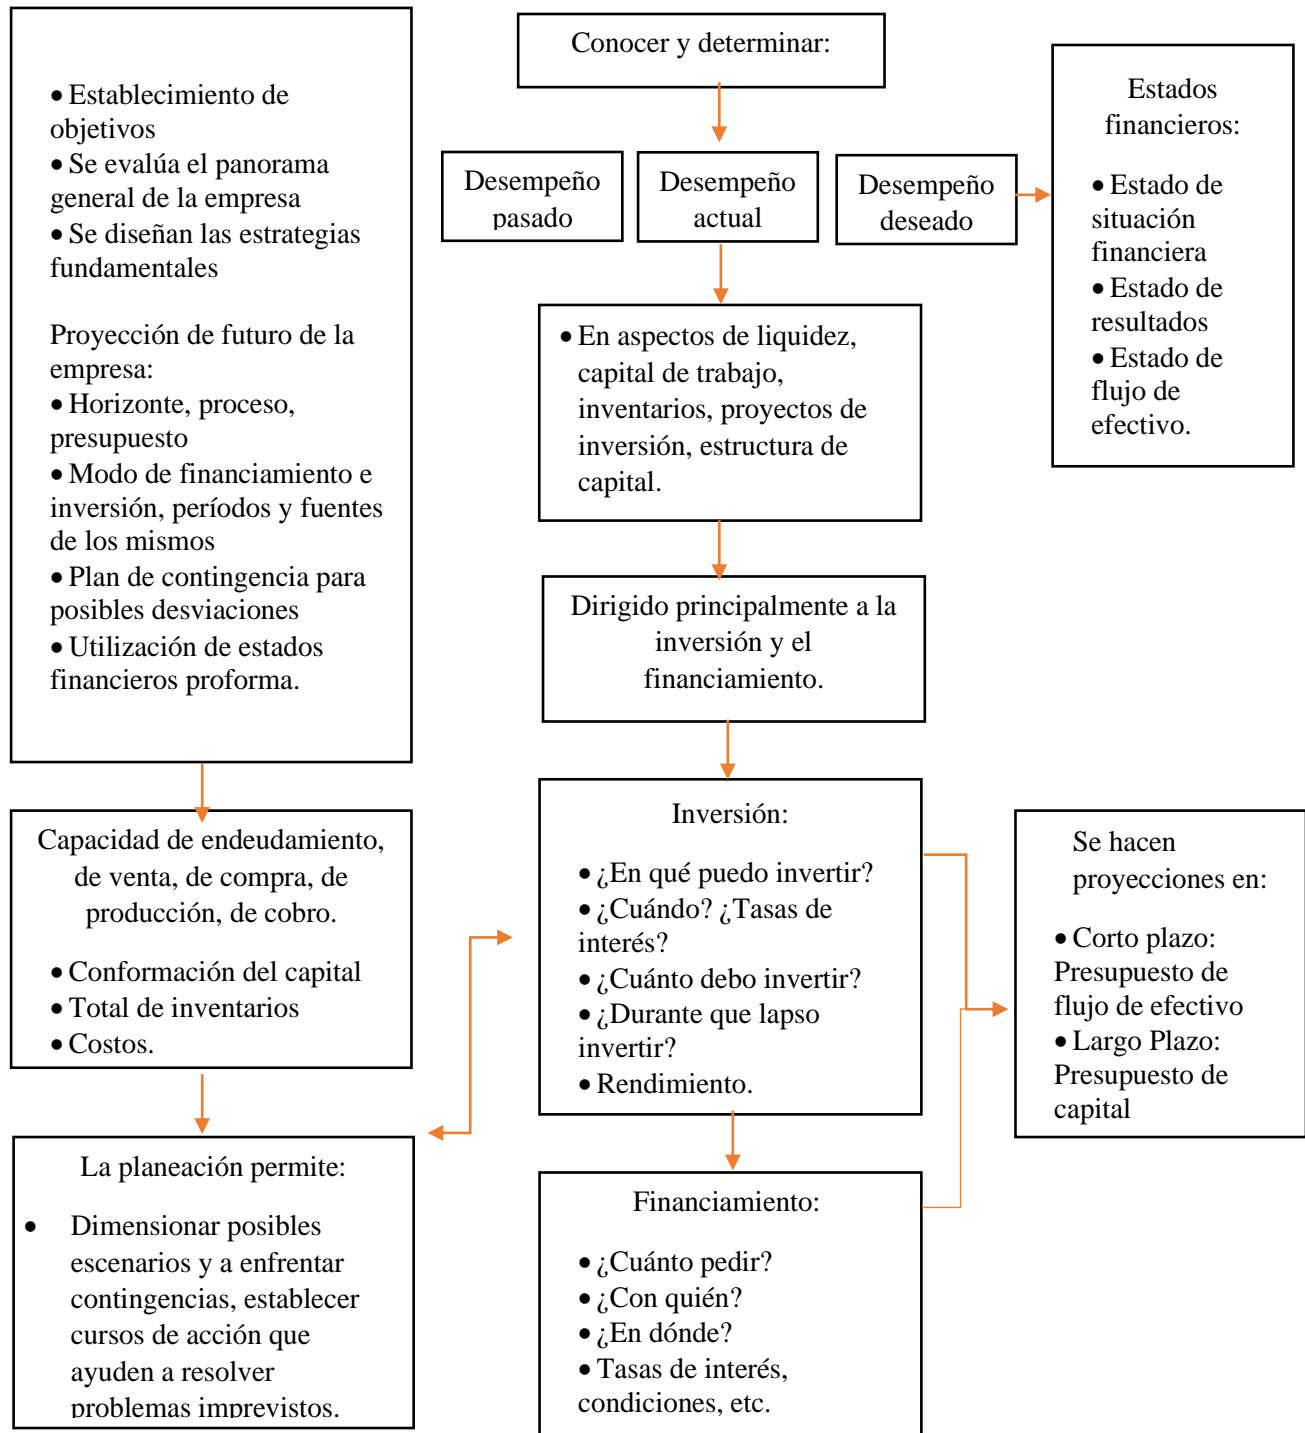 • Establecimiento de
objetivos
• Se evalúa el panorama
general de la empresa
• Se diseñan las estrategias
fundamentales
Proyección de futuro de la
empresa:
• Horizonte, proceso,
presupuesto
• Modo de financiamiento e
inversión, períodos y fuentes
de los mismos
• Plan de contingencia para
posibles desviaciones
• Utilización de estados
financieros proforma.
Capacidad de endeudamiento,
de venta, de compra, de
producción, de cobro.
• Conformación del capital
• Total de inventarios
• Costos.
La planeación permite:
• Dimensionar posibles
escenarios y a enfrentar
contingencias, establecer
cursos de acción que
ayuden a resolver
problemas imprevistos.
Conocer y determinar:
Desempeño
pasado
Desempeño
actual
Desempeño
deseado
• En aspectos de liquidez,
capital de trabajo,
inventarios, proyectos de
inversión, estructura de
capital.
Dirigido principalmente a la
inversión y el
financiamiento.
Inversión:
• ¿En qué puedo invertir?
• ¿Cuándo? ¿Tasas de
interés?
• ¿Cuánto debo invertir?
• ¿Durante que lapso
invertir?
• Rendimiento.
Financiamiento:
• ¿Cuánto pedir?
• ¿Con quién?
• ¿En dónde?
• Tasas de interés,
condiciones, etc.
Estados
financieros:
• Estado de
situación
financiera
• Estado de
resultados
• Estado de
flujo de
efectivo.
Se hacen
proyecciones en:
• Corto plazo:
Presupuesto de
flujo de efectivo
• Largo Plazo:
Presupuesto de
capital